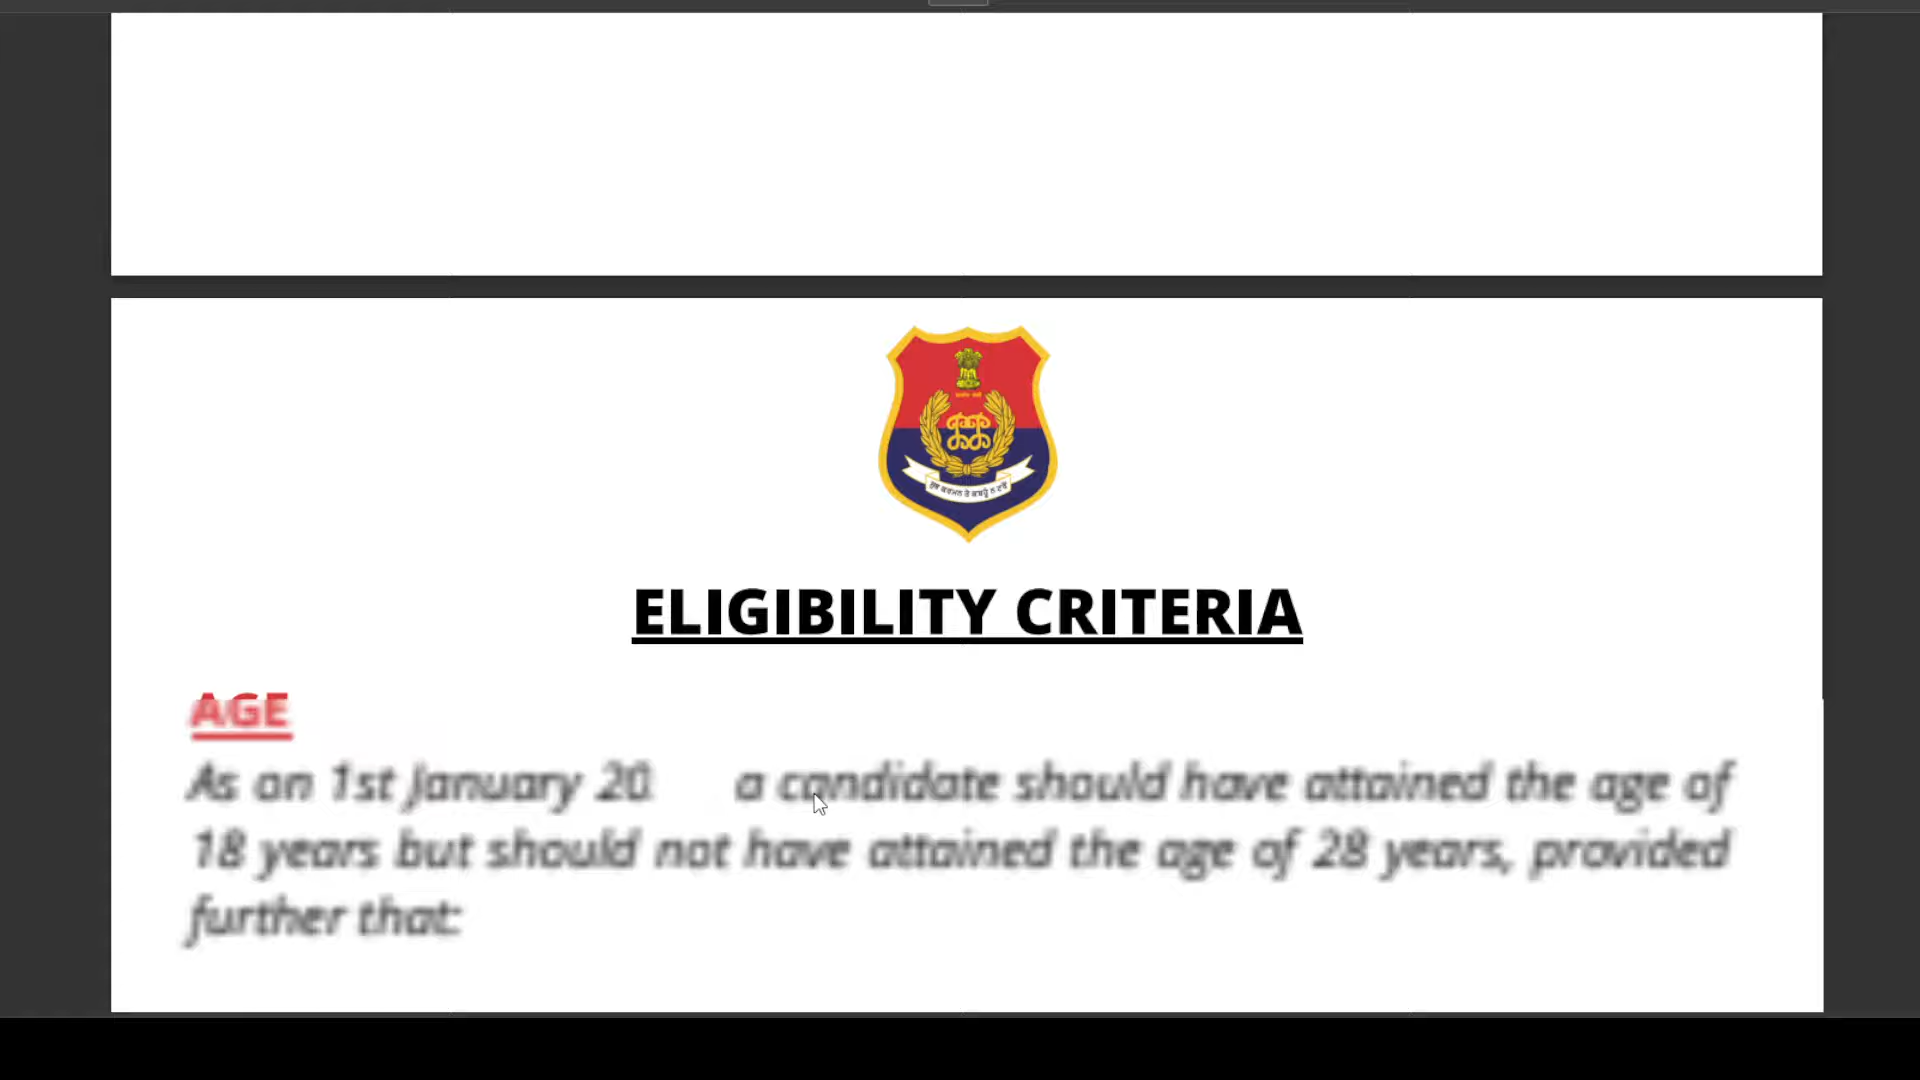 ELIGIBILITY CRITERIA
AGE
As on 1st January 20 a candidate should have attained the age of
18 years but should not have attained the age of 28 years, provided
further that: